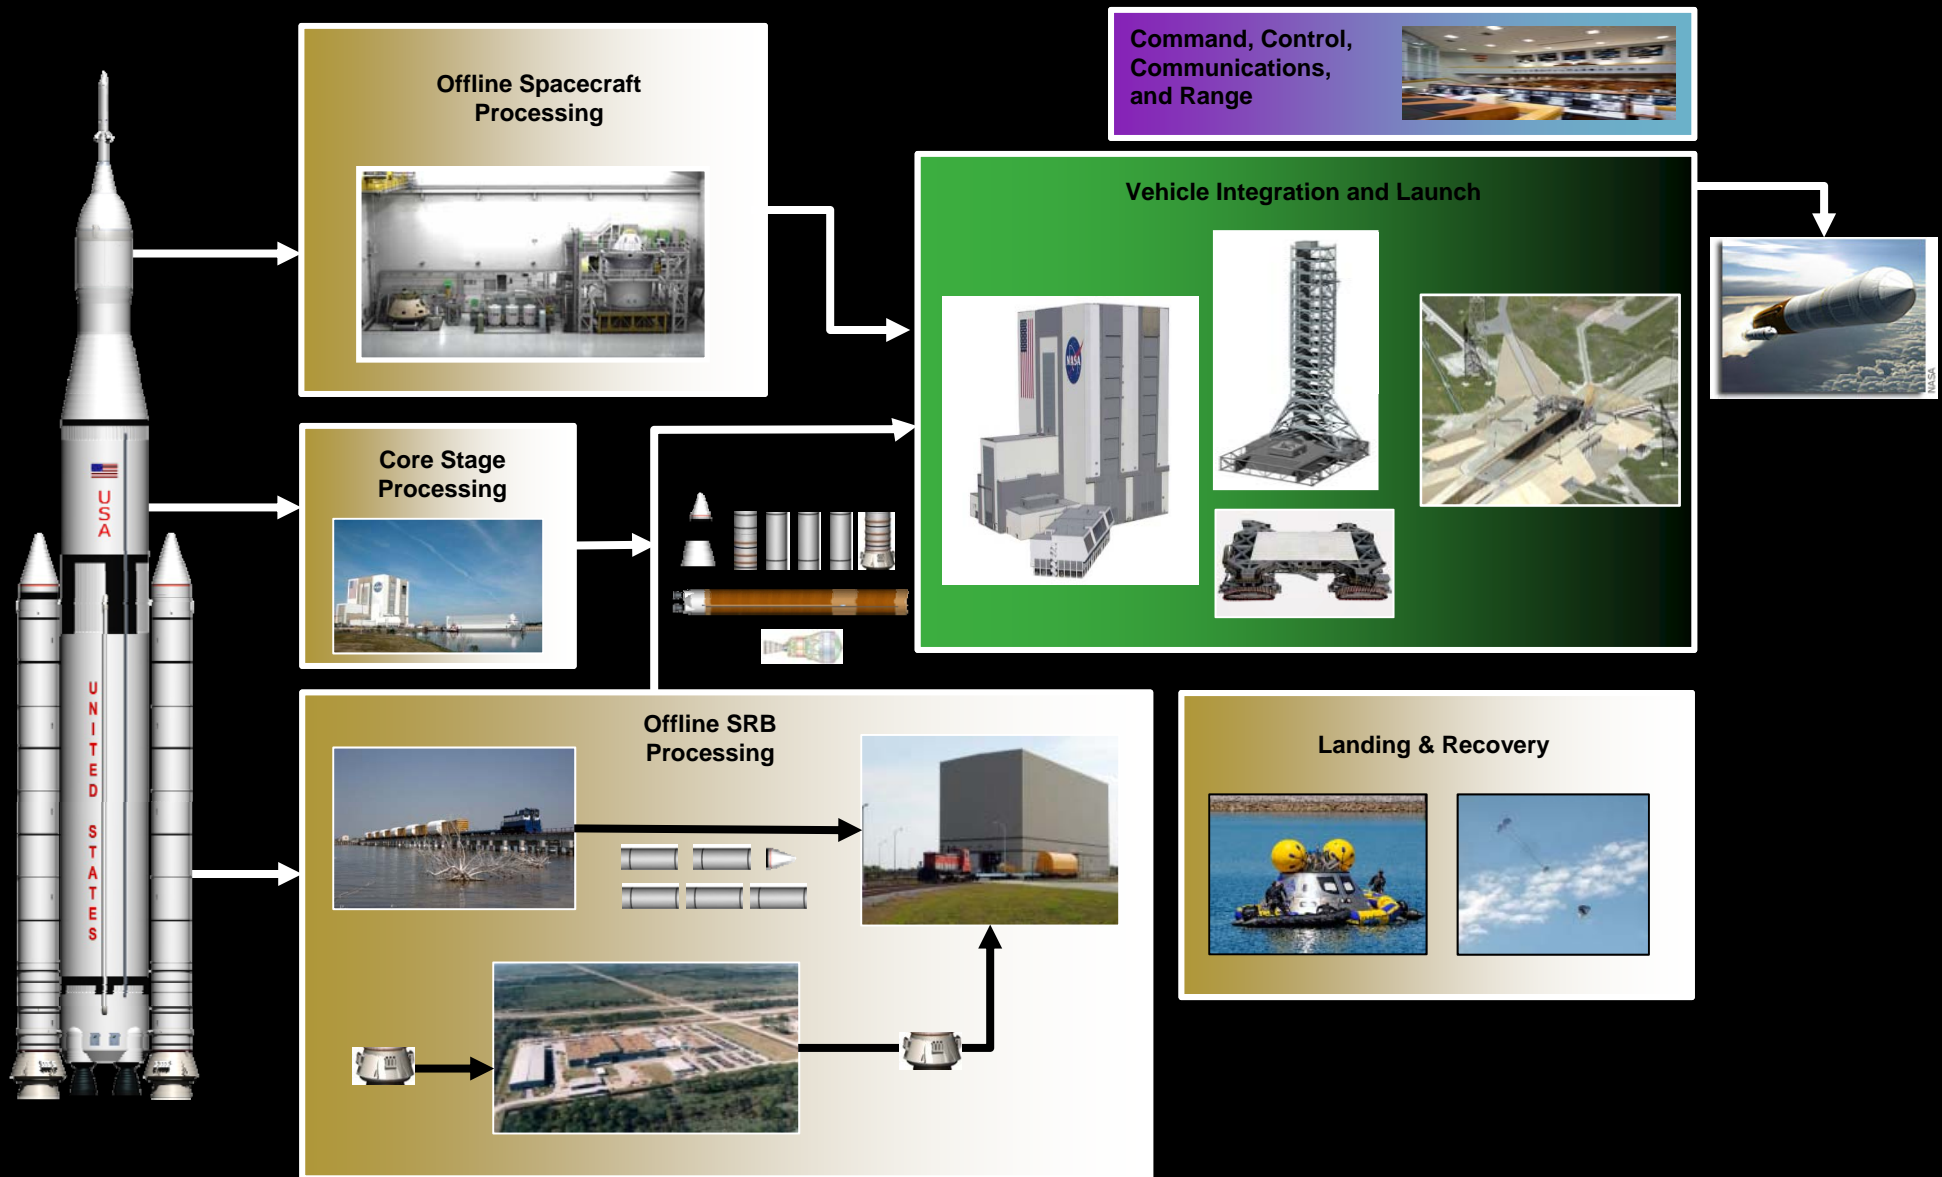 Offline Spacecraft
Processing
Command, Control,
Communications,
and Range
Vehicle Integration and Launch
NASA
NASA
Core Stage
Processing
USA
UNITED STATES
Offline SRB
Processing
Landing & Recovery